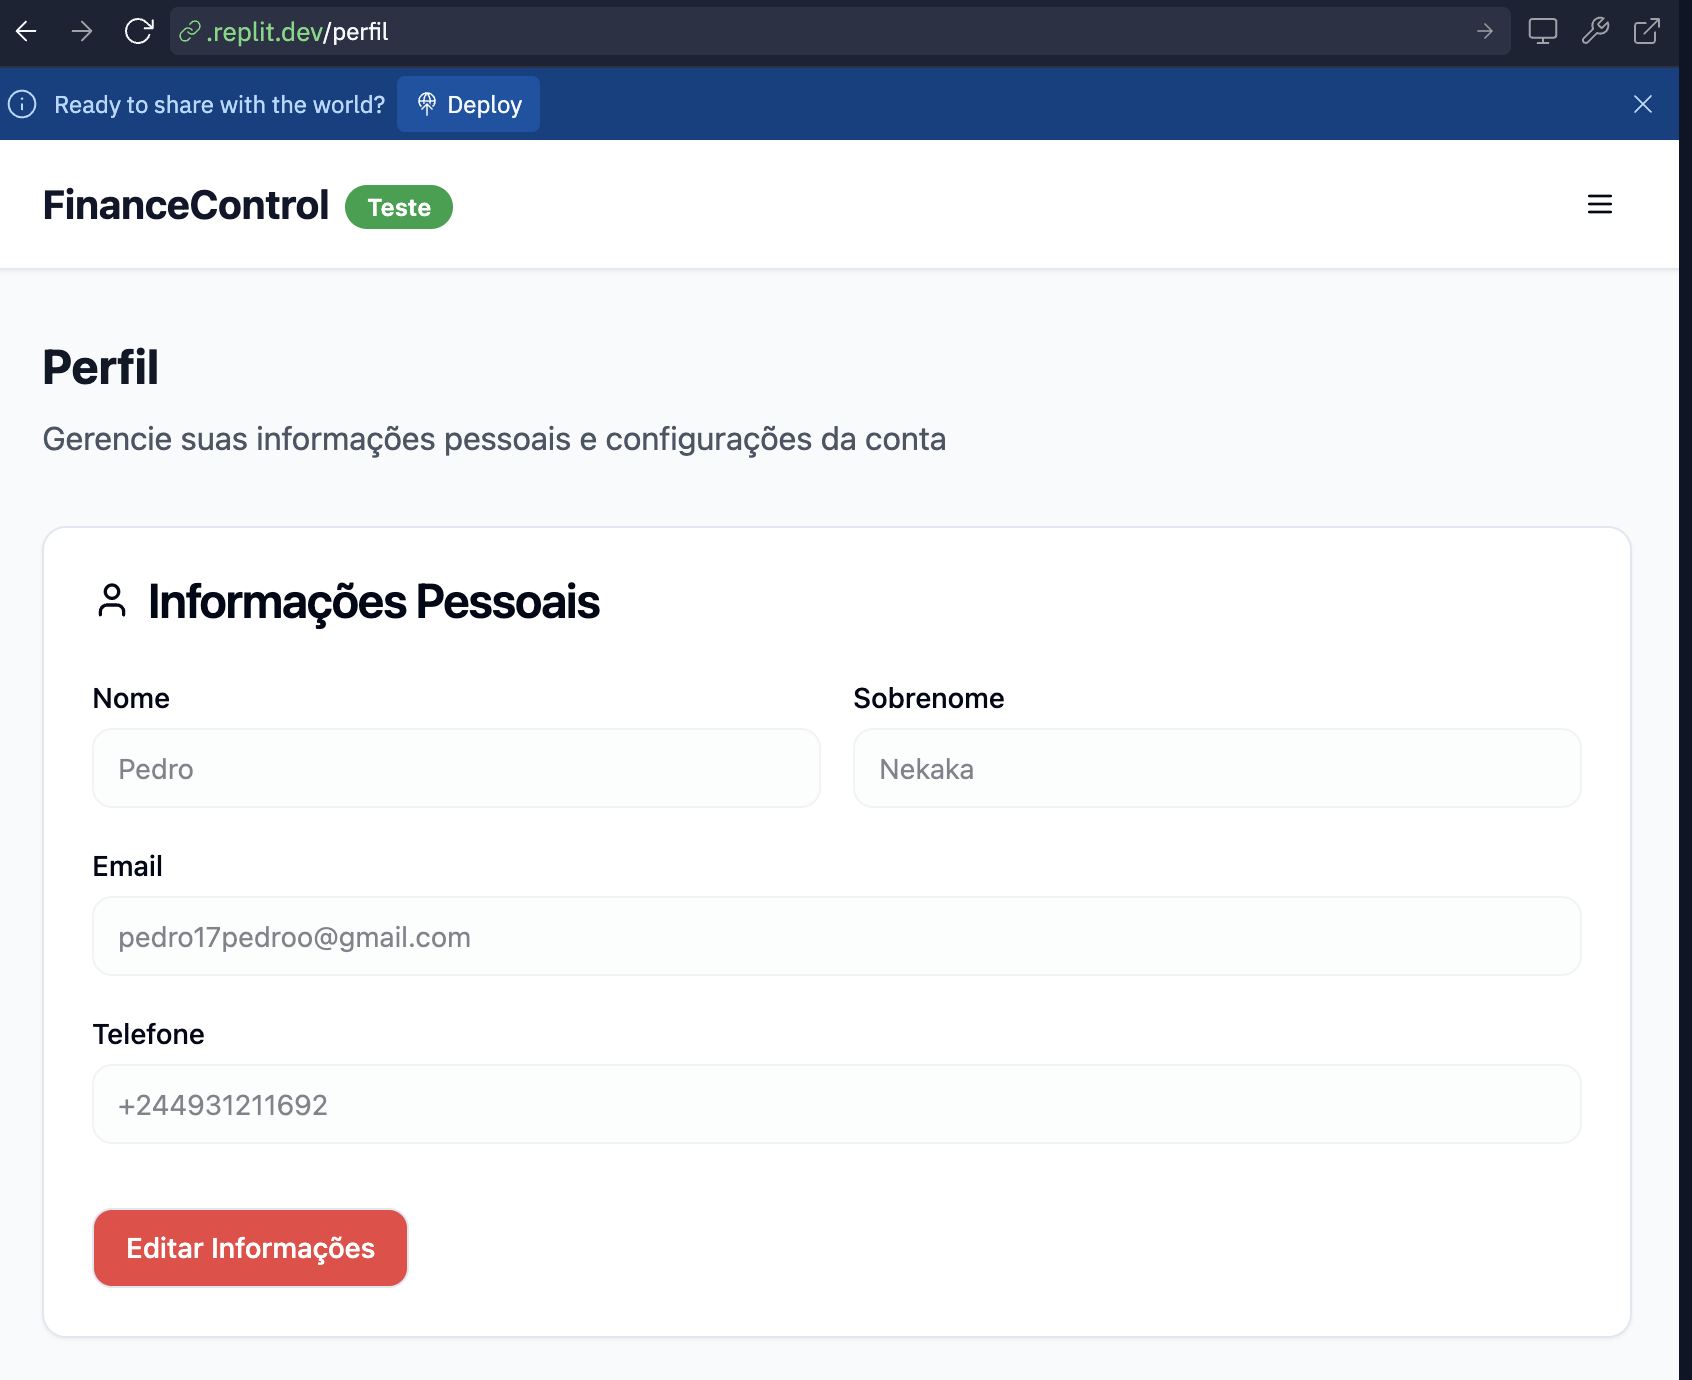 .replit.dev/perfil
Ready to share with the world? Deploy
FinanceControl Teste
Perfil
Gerencie suas informações pessoais e configurações da conta
Informações Pessoais
Nome Sobrenome
Pedro Nekaka
Email
pedro17pedroo@gmail.com
Telefone
+244931211692
Editar Informações